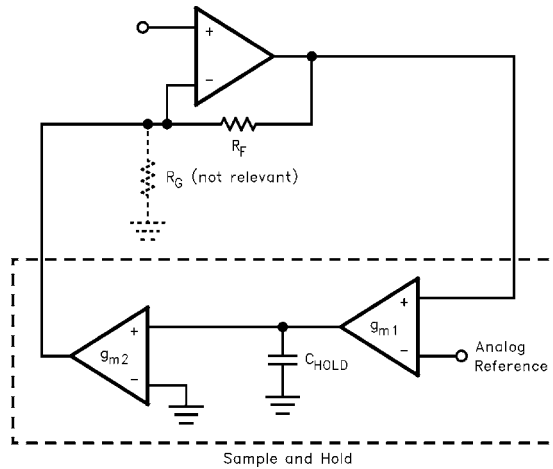 +
−
R_F
R_G (not relevant)
+
g_m1
−
Analog
Reference
+
g_m2
−
C_HOLD
Sample and Hold